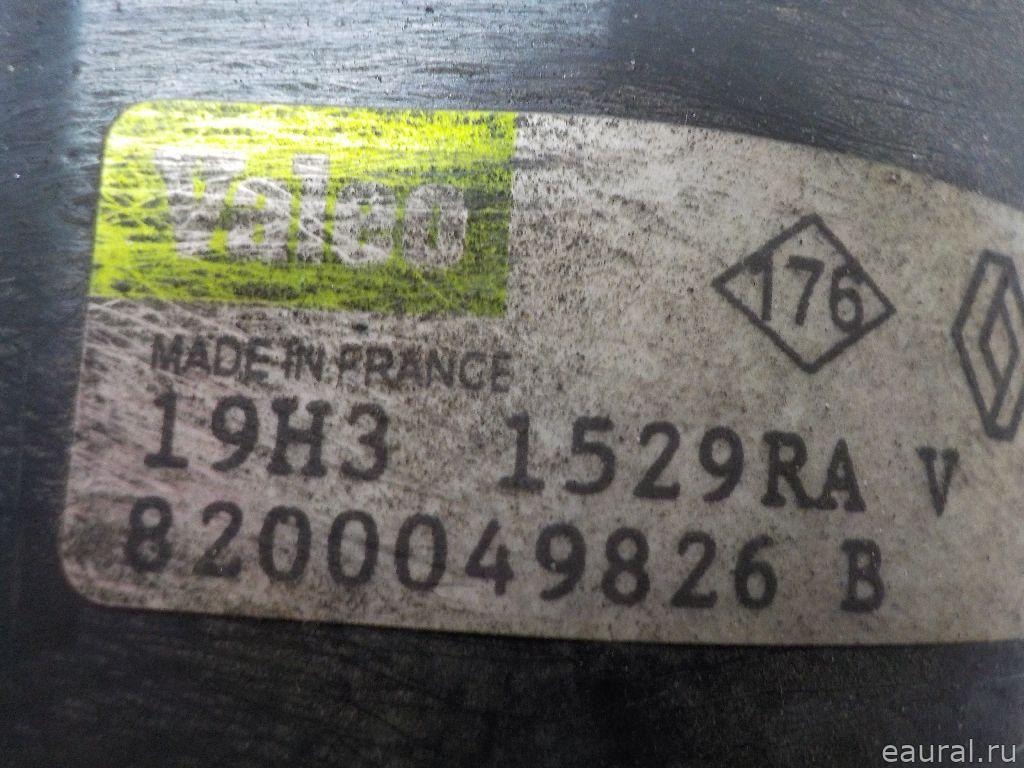 Valeo
176
MADE IN FRANCE
19H3 1529RA V
8200049826 B
eaural.ru